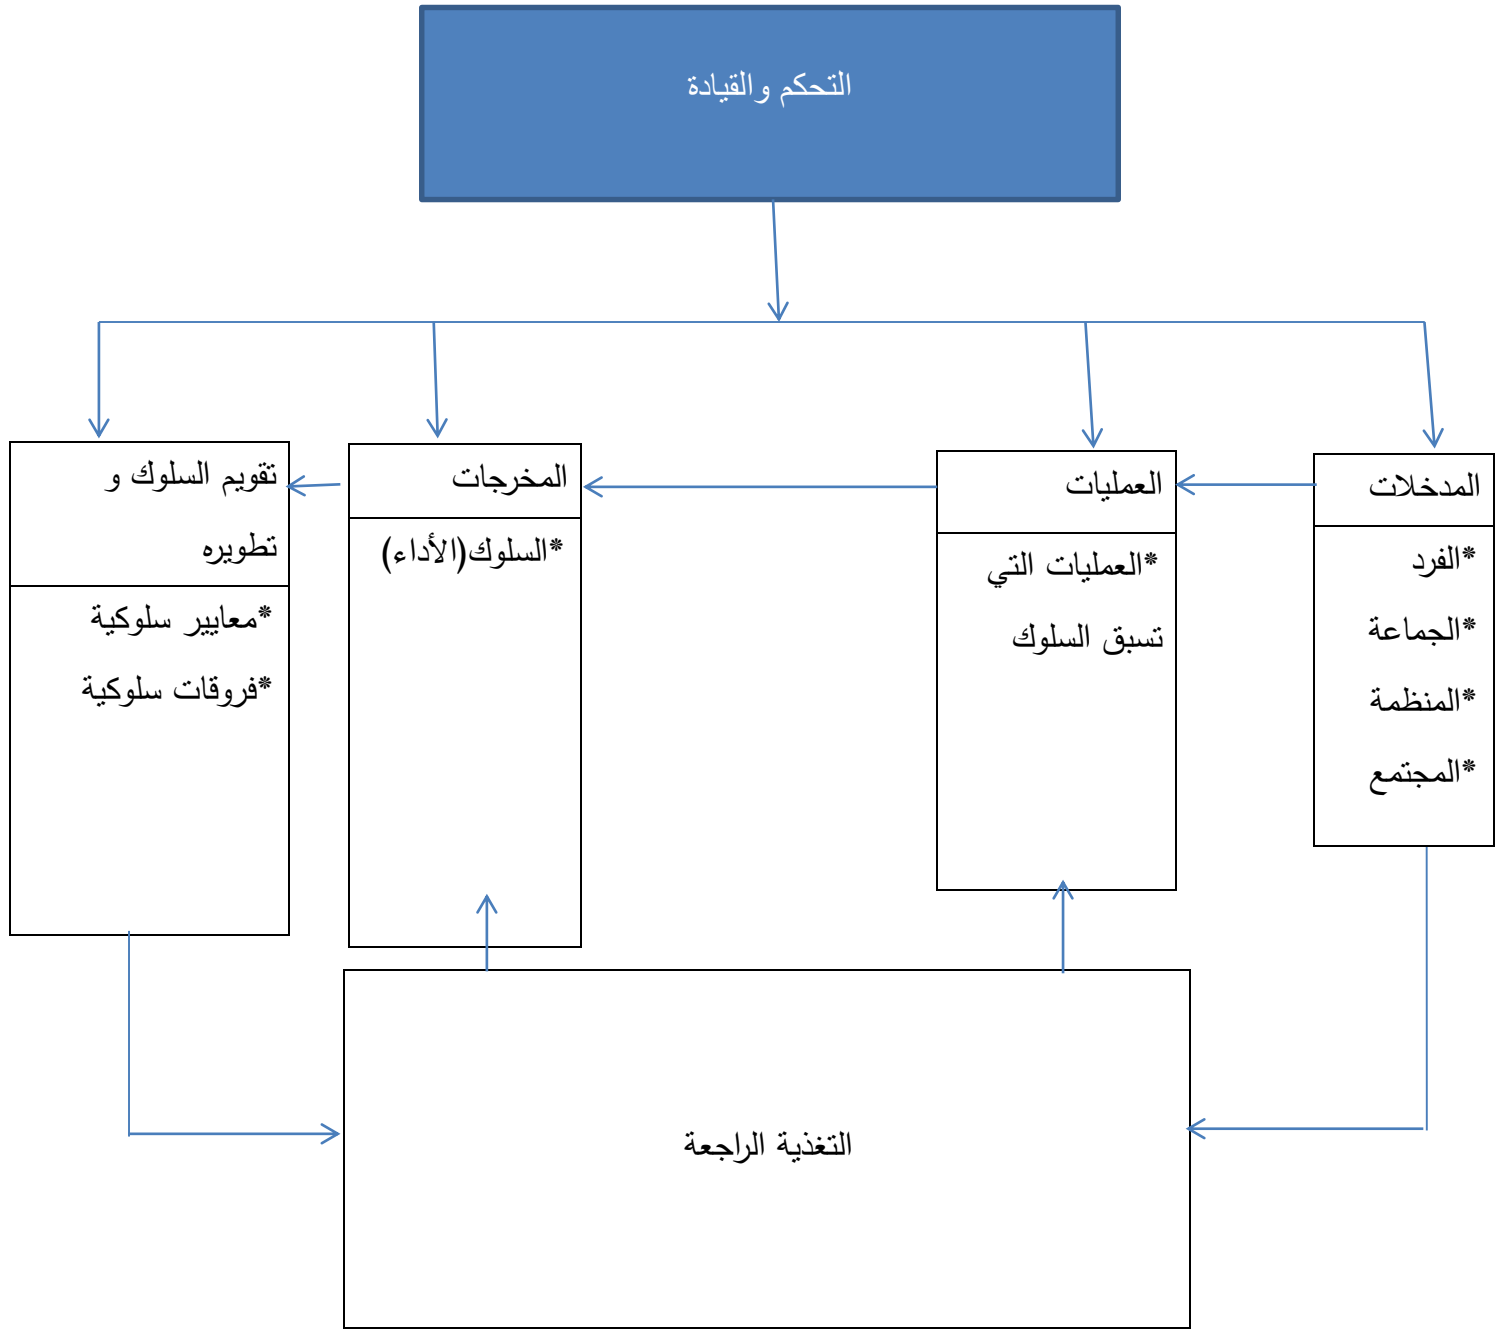 التحكم والقيادة
المدخلات
*الفرد
*الجماعة
*المنظمة
*المجتمع
العمليات
*العمليات التي
تسبق السلوك
المخرجات
*السلوك(الأداء)
تقويم السلوك و
تطويره
*معايير سلوكية
*فروقات سلوكية
التغذية الراجعة